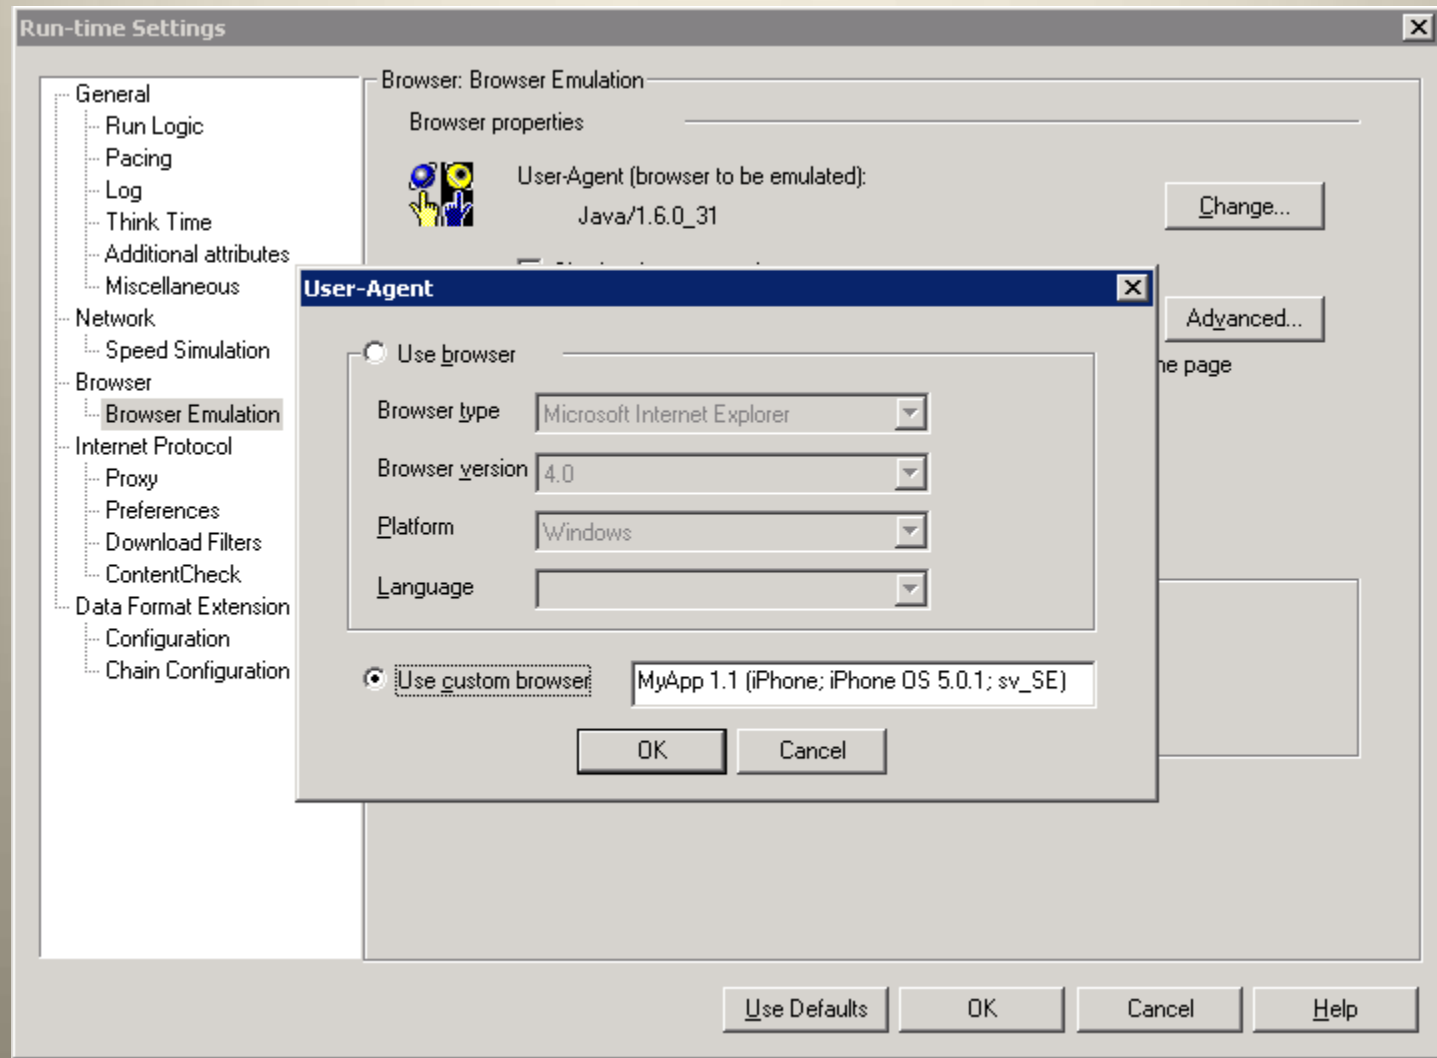 Run-time Settings
General
Run Logic
Pacing
Log
Think Time
Additional attributes
Miscellaneous
Network
Speed Simulation
Browser
Browser Emulation
Internet Protocol
Proxy
Preferences
Download Filters
ContentCheck
Data Format Extension
Configuration
Chain Configuration
Browser: Browser Emulation
Browser properties
User-Agent (browser to be emulated):
Java/1.6.0_31
Change...
Advanced...
page
User-Agent
Use browser
Browser type Microsoft Internet Explorer
Browser version 4.0
Platform Windows
Language
Use custom browser MyApp 1.1 (iPhone; iPhone OS 5.0.1; sv_SE)
OK Cancel
Use Defaults OK Cancel Help